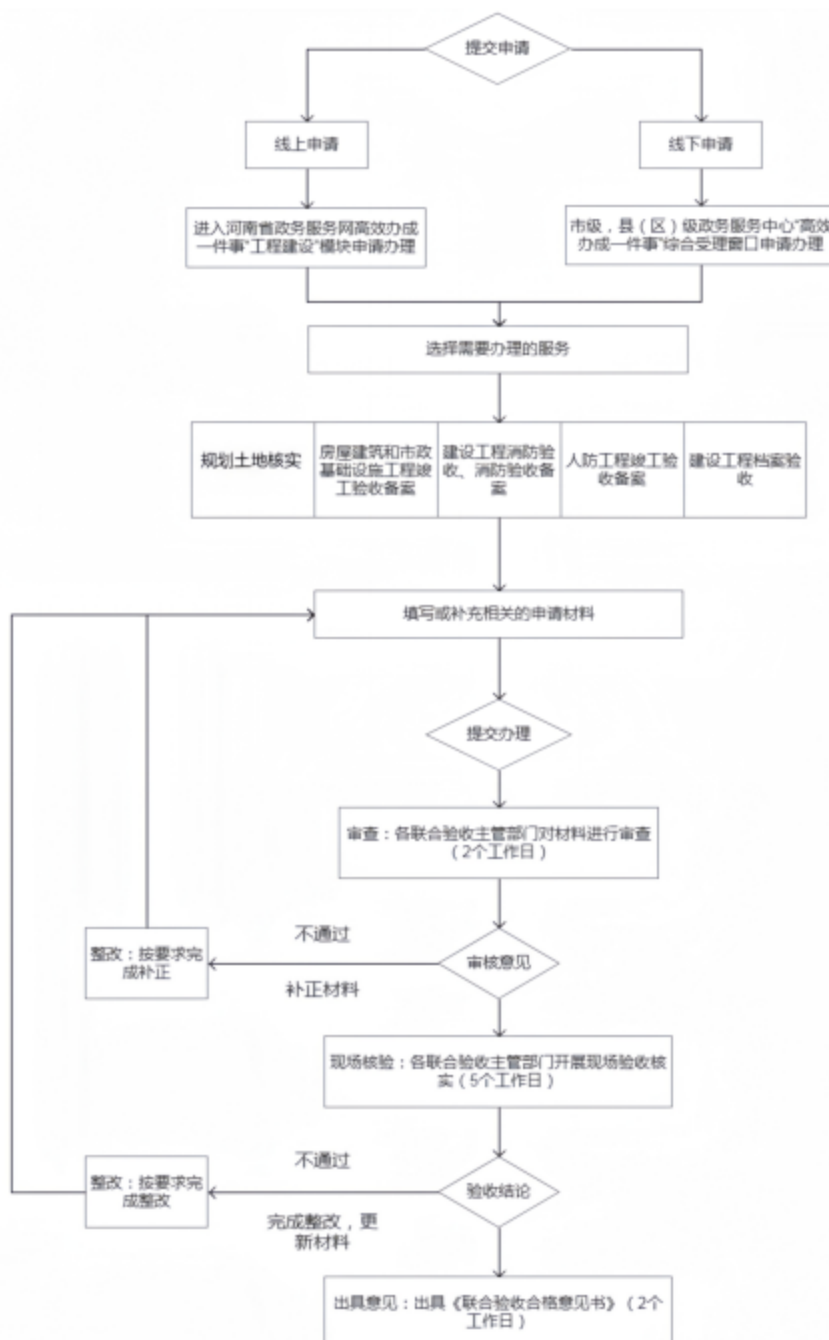 提交申请
线上申请
线下申请
进入河南省政务服务网高效办成
一件事“工程建设”模块申请办理
市级，县（区）级政务服务中心“高效
办成一件事”综合受理窗口申请办理
选择需要办理的服务
规划土地核实
房屋建筑和市政
基础设施工程竣
工验收备案
建设工程消防验
收、消防验收备
案
人防工程竣工验
收备案
建设工程档案验
收
填写或补充相关的申请材料
提交办理
审查：各联合验收主管部门对材料进行审查
（2个工作日）
不通过
整改：按要求完
成补正
审核意见
补正材料
现场核验：各联合验收主管部门开展现场验收核
实（5个工作日）
不通过
整改：按要求完
成整改
验收结论
完成整改，更
新材料
出具意见：出具《联合验收合格意见书》（2个
工作日）